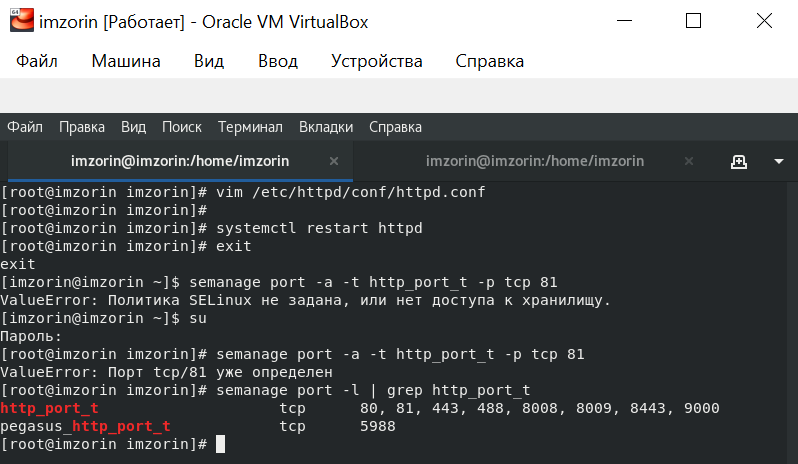 64
imzorin [Работает] - Oracle VM VirtualBox
Файл Машина Вид Ввод Устройства Справка
Файл Правка Вид Поиск Терминал Вкладки Справка
imzorin@imzorin:/home/imzorin × imzorin@imzorin:/home/imzorin ×
[root@imzorin imzorin]# vim /etc/httpd/conf/httpd.conf
[root@imzorin imzorin]#
[root@imzorin imzorin]# systemctl restart httpd
[root@imzorin imzorin]# exit
exit
[imzorin@imzorin ~]$ semanage port -a -t http_port_t -p tcp 81
ValueError: Политика SELinux не задана, или нет доступа к хранилищу.
[imzorin@imzorin ~]$ su
Пароль:
[root@imzorin imzorin]# semanage port -a -t http_port_t -p tcp 81
ValueError: Порт tcp/81 уже определен
[root@imzorin imzorin]# semanage port -l | grep http_port_t
http_port_t tcp 80, 81, 443, 488, 8008, 8009, 8443, 9000
pegasus_http_port_t tcp 5988
[root@imzorin imzorin]#